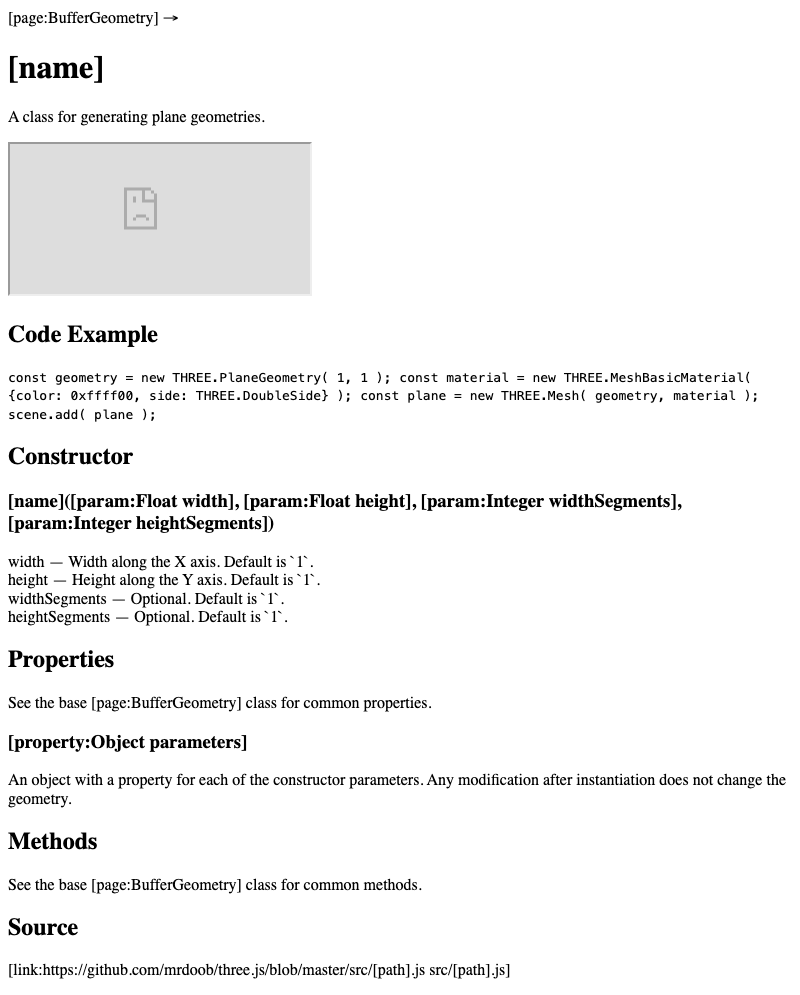 [page:BufferGeometry] →
[name]
A class for generating plane geometries.
Code Example
const geometry = new THREE.PlaneGeometry( 1, 1 ); const material = new THREE.MeshBasicMaterial(
{color: 0xffff00, side: THREE.DoubleSide} ); const plane = new THREE.Mesh( geometry, material );
scene.add( plane );
Constructor
[name]([param:Float width], [param:Float height], [param:Integer widthSegments],
[param:Integer heightSegments])
width — Width along the X axis. Default is `1`.
height — Height along the Y axis. Default is `1`.
widthSegments — Optional. Default is `1`.
heightSegments — Optional. Default is `1`.
Properties
See the base [page:BufferGeometry] class for common properties.
[property:Object parameters]
An object with a property for each of the constructor parameters. Any modification after instantiation does not change the
geometry.
Methods
See the base [page:BufferGeometry] class for common methods.
Source
[link:https://github.com/mrdoob/three.js/blob/master/src/[path].js src/[path].js]